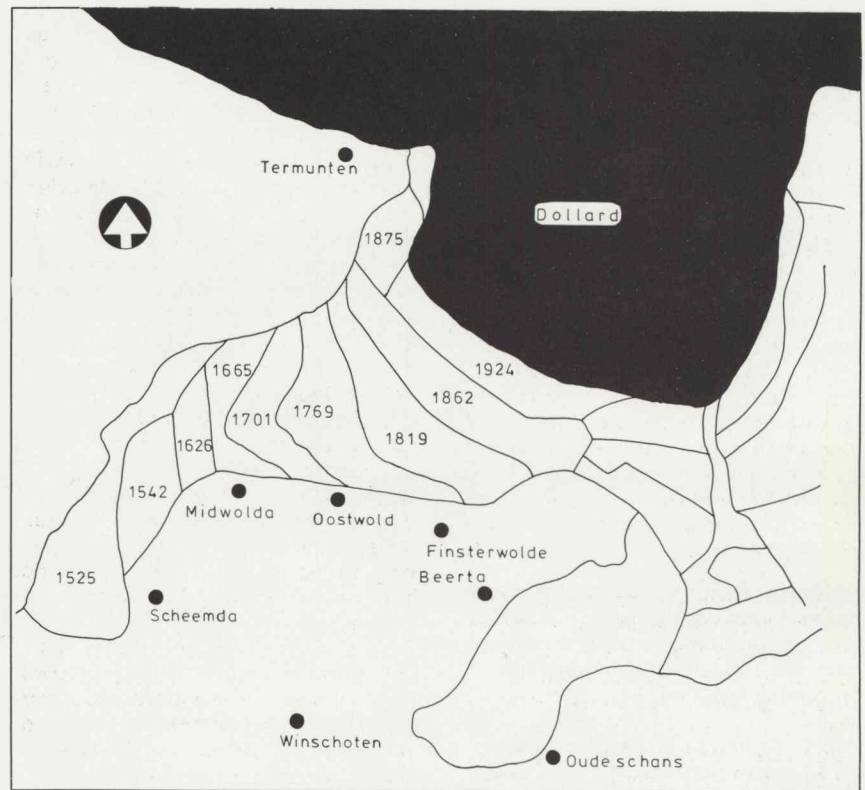 Termunten
Dollard
1875
1924
1665
1862
1701
1769
1626
1819
1542
Midwolda
Oostwold
Finsterwolde
Beerta
1525
Scheemda
Winschoten
Oude schans